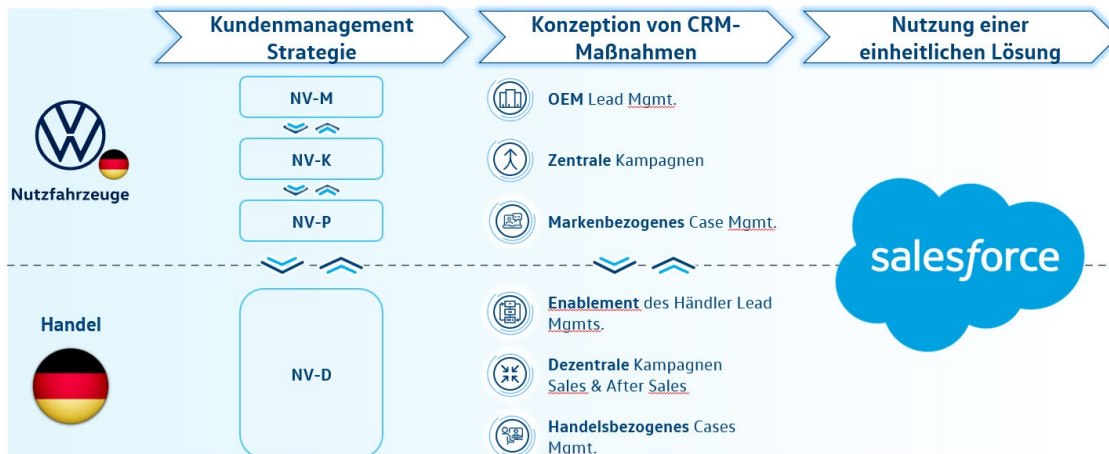 Kundenmanagement
Strategie
Konzeption von CRM-
Maßnahmen
Nutzung einer
einheitlichen Lösung
Nutzfahrzeuge
NV-M
NV-K
NV-P
OEM Lead Mgmt.
Zentrale Kampagnen
Markenbezogenes Case Mgmt.
salesforce
Handel
NV-D
Enablement des Händler Lead
Mgmts.
Dezentrale Kampagnen
Sales & After Sales
Handelsbezogenes Cases
Mgmt.